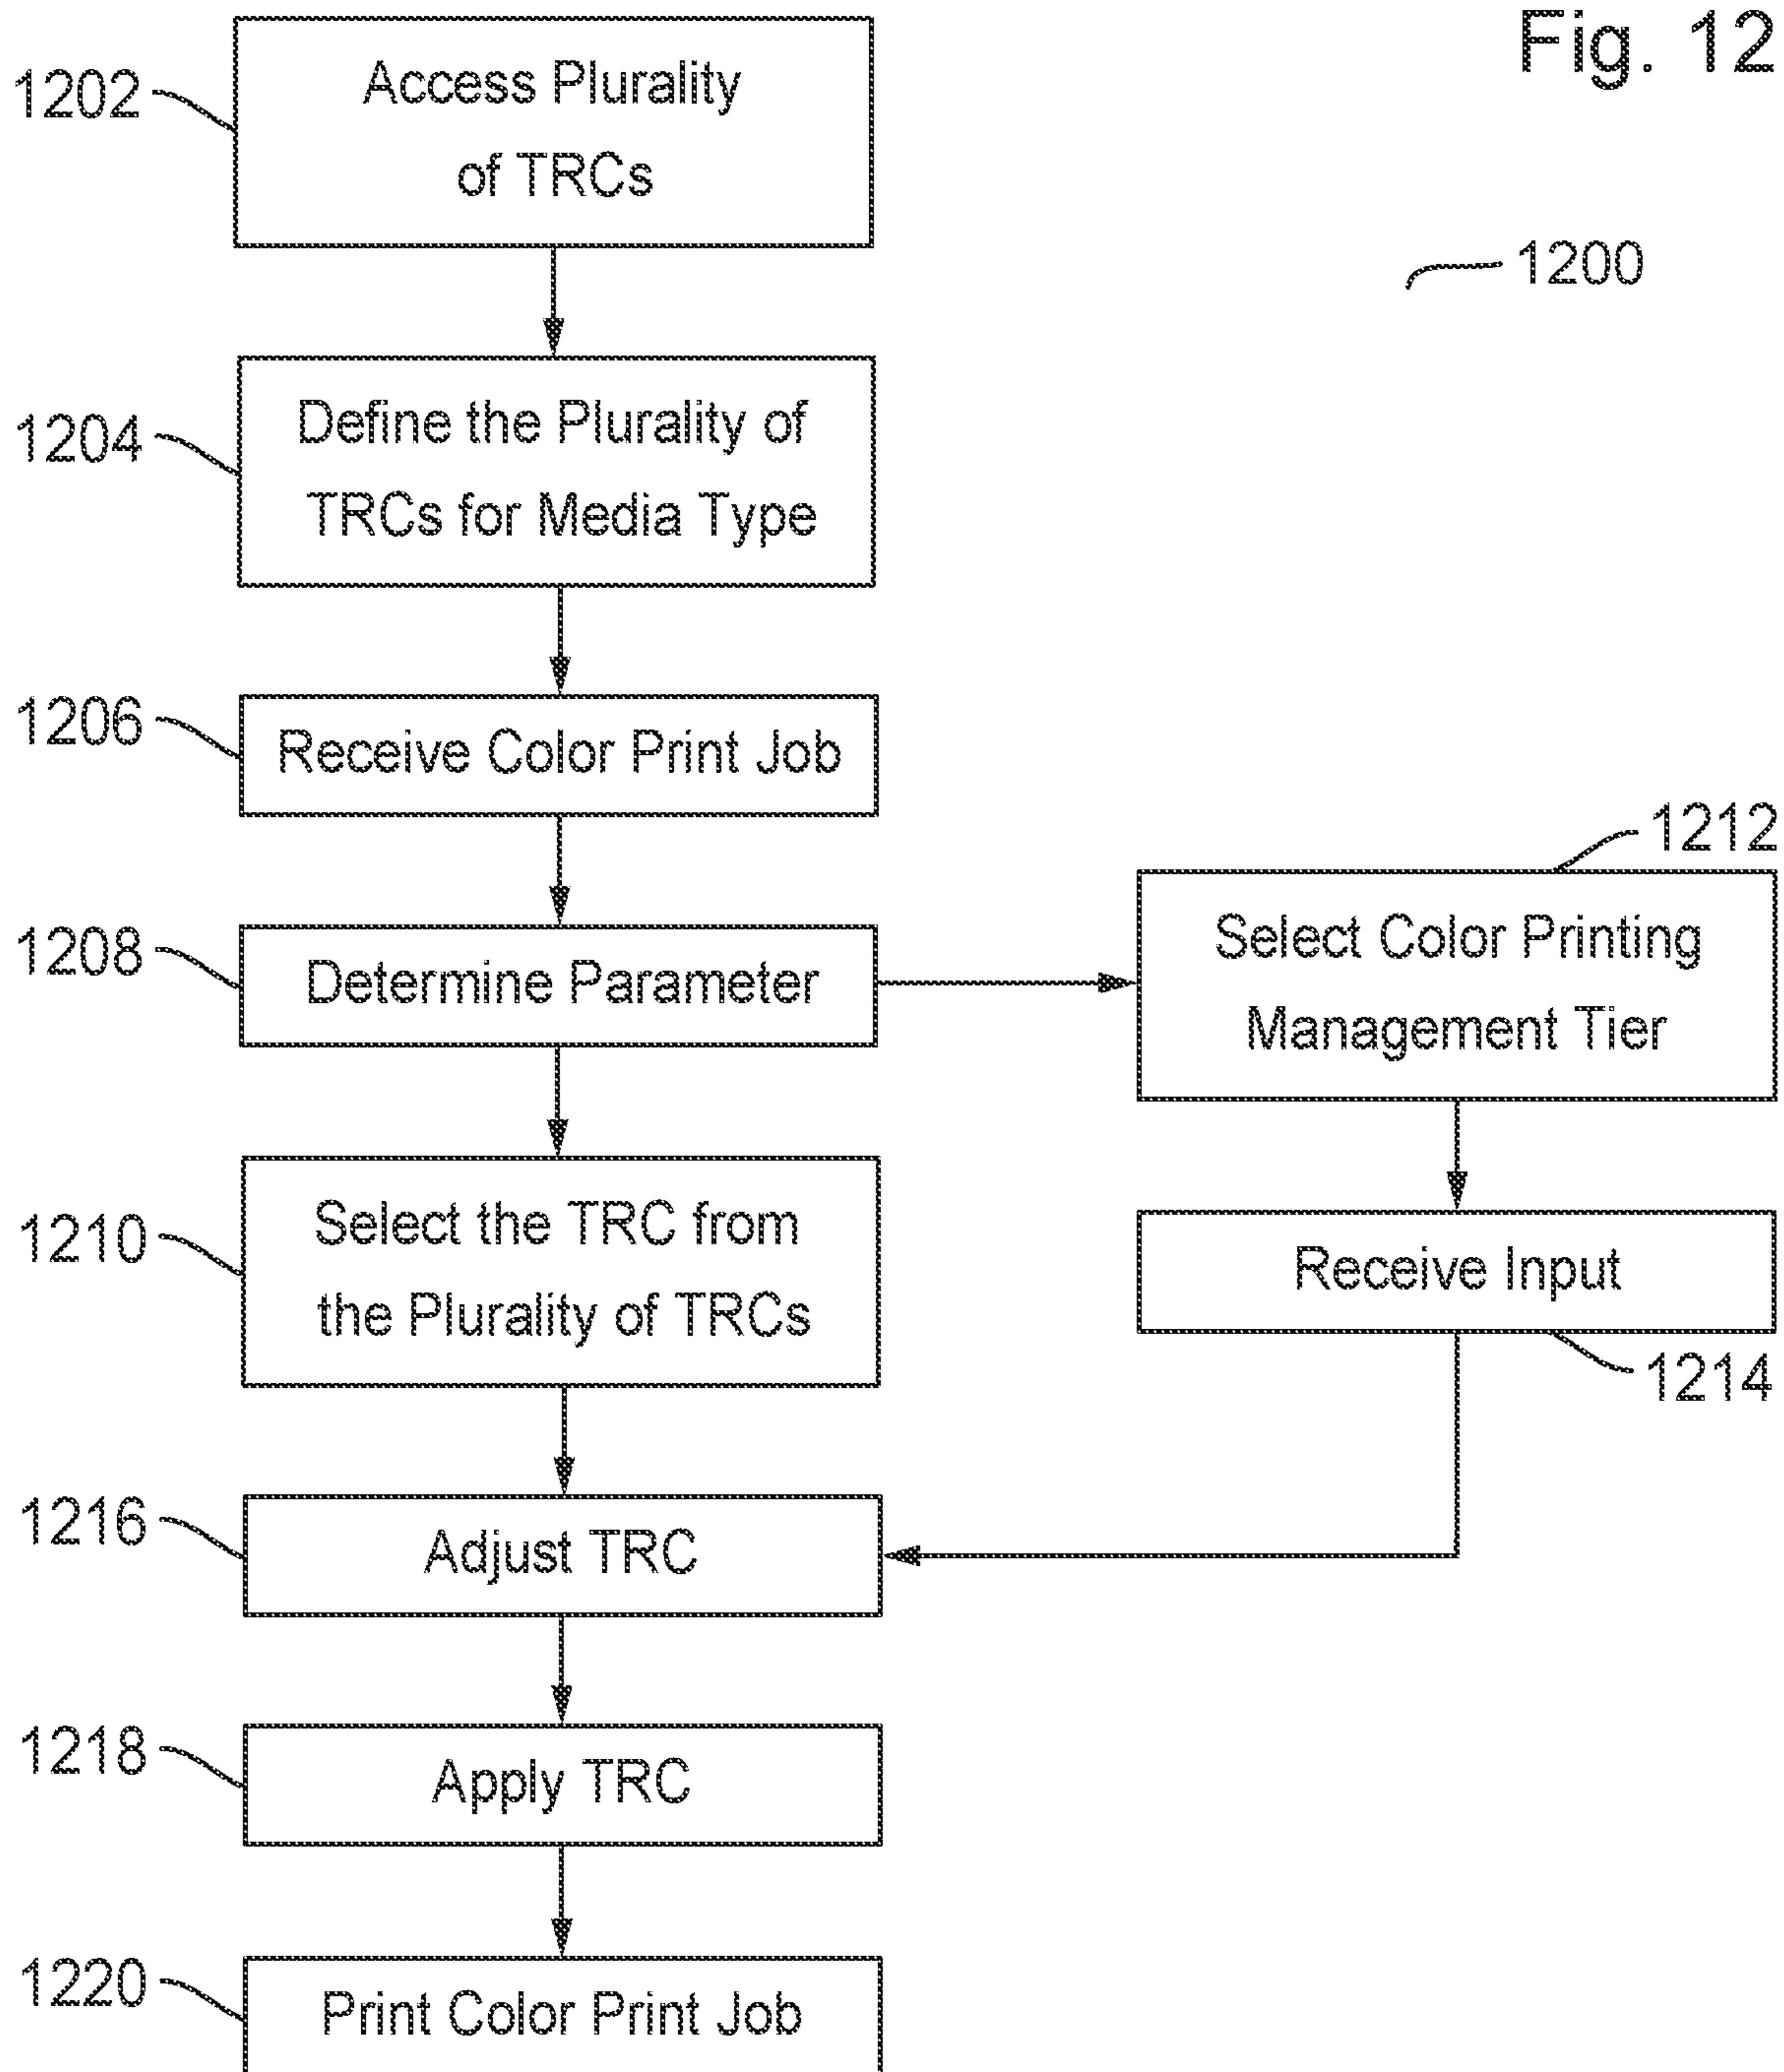 Fig. 12
1200
1202
Access Plurality
of TRCs
1204
Define the Plurality of
TRCs for Media Type
1206
Receive Color Print Job
1208
Determine Parameter
1212
Select Color Printing
Management Tier
1210
Select the TRC from
the Plurality of TRCs
Receive Input
1214
1216
Adjust TRC
1218
Apply TRC
1220
Print Color Print Job